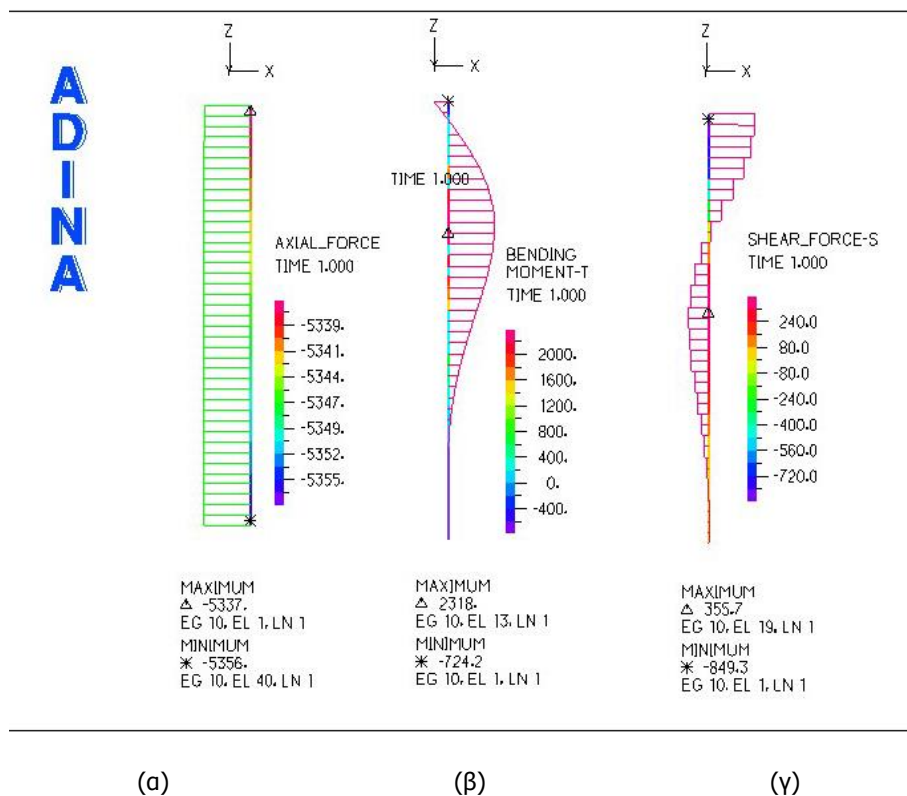 ADINA
Z
X
Y
AXIAL_FORCE
TIME 1.000
-5339.
-5341.
-5344.
-5347.
-5349.
-5352.
-5355.
MAXIMUM
△ -5337.
EG 10, EL 1, LN 1
MINIMUM
* -5356.
EG 10, EL 40, LN 1
Z
X
Y
TIME 1.000
BENDING
MOMENT-T
TIME 1.000
2000.
1600.
1200.
800.
400.
0.
-400.
MAXIMUM
△ 2318.
EG 10, EL 13, LN 1
MINIMUM
* -724.2
EG 10, EL 1, LN 1
Z
X
Y
SHEAR_FORCE-S
TIME 1.000
240.0
80.0
-80.0
-240.0
-400.0
-560.0
-720.0
MAXIMUM
△ 355.7
EG 10, EL 19, LN 1
MINIMUM
* -849.3
EG 10, EL 1, LN 1
(α)
(β)
(γ)